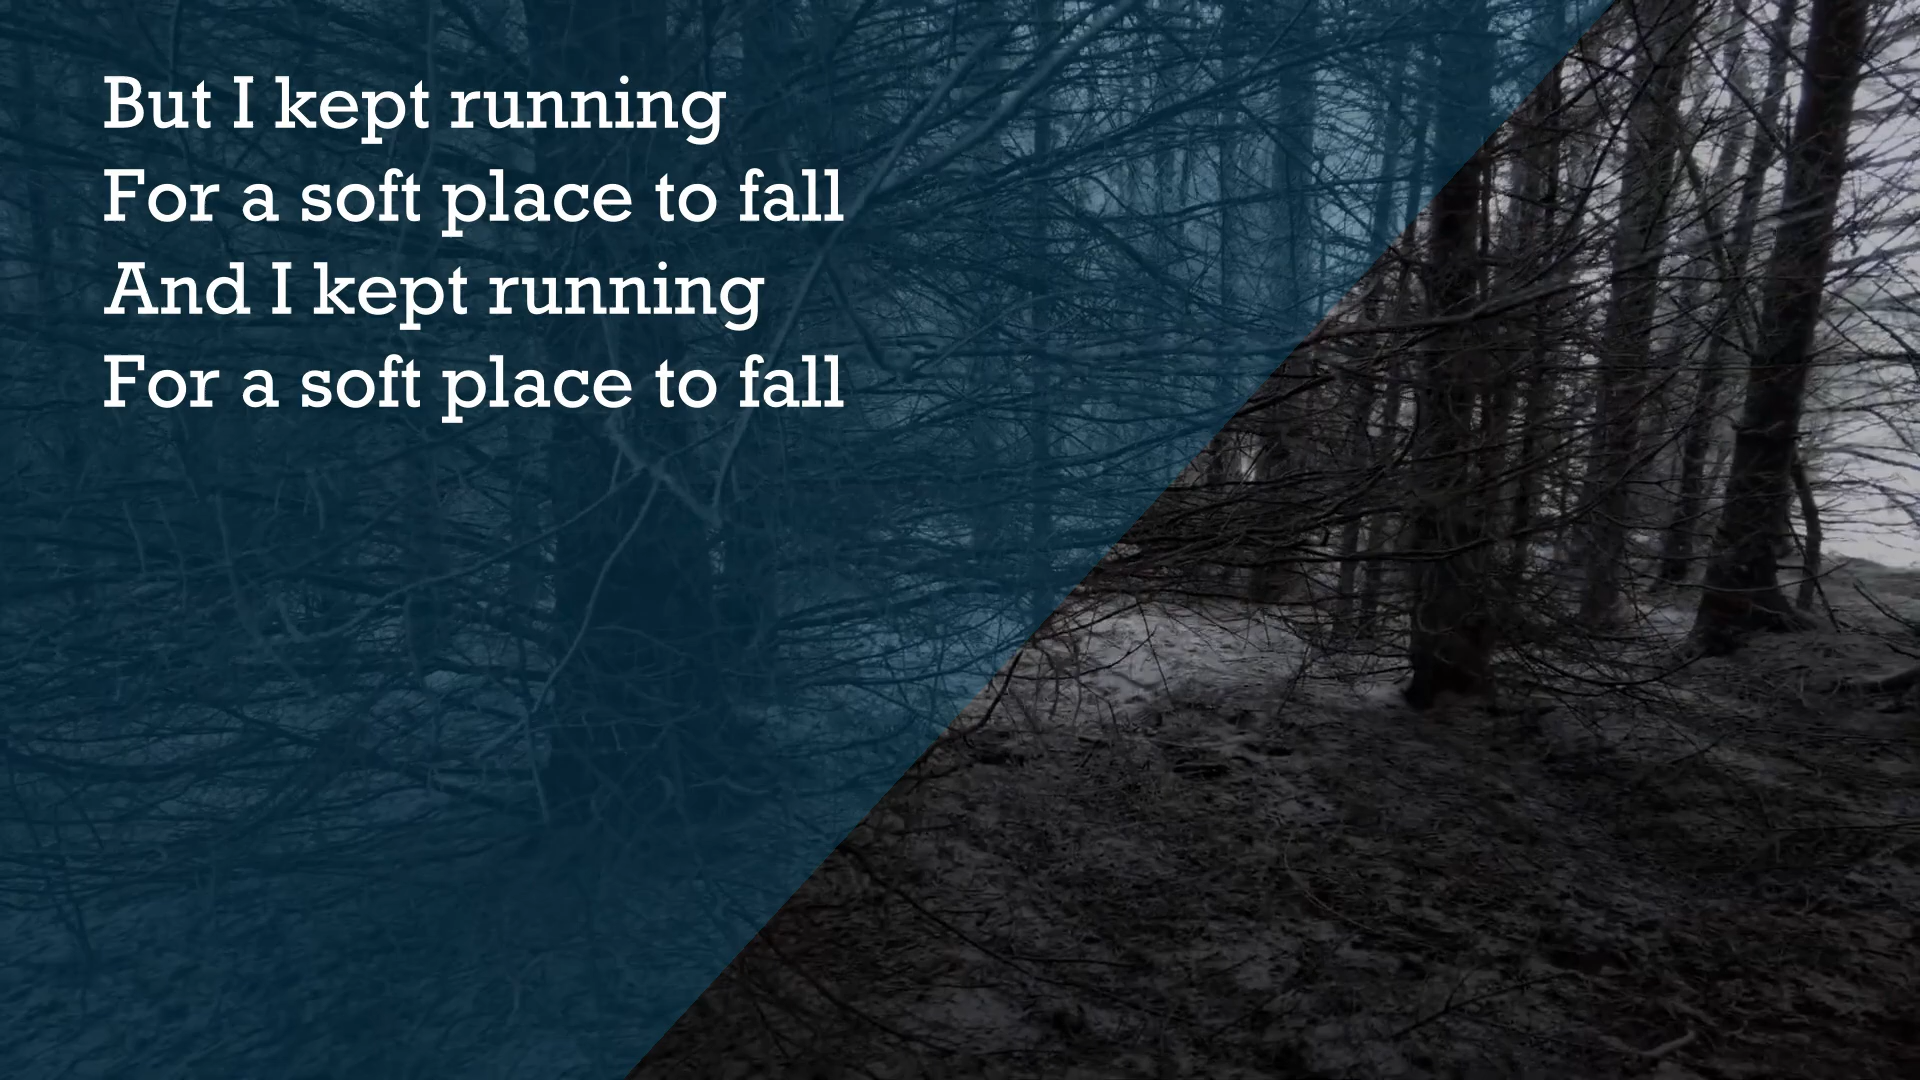 But I kept running
For a soft place to fall
And I kept running
For a soft place to fall